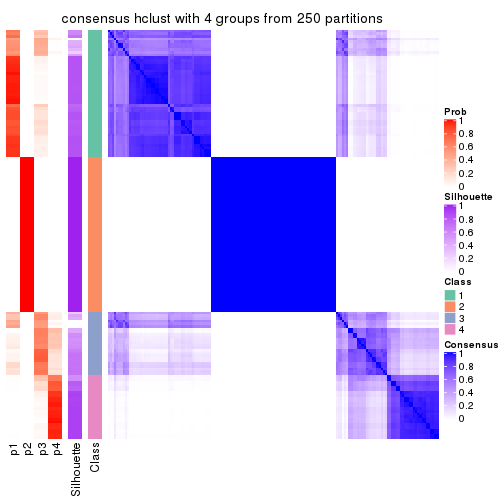 consensus hclust with 4 groups from 250 partitions
Prob
1
0.8
0.6
0.4
0.2
0
Silhouette
1
0.8
0.6
0.4
0.2
0
Class
1
2
3
4
Consensus
1
0.8
0.6
0.4
0.2
0
p1
p2
p3
p4
Silhouette
Class